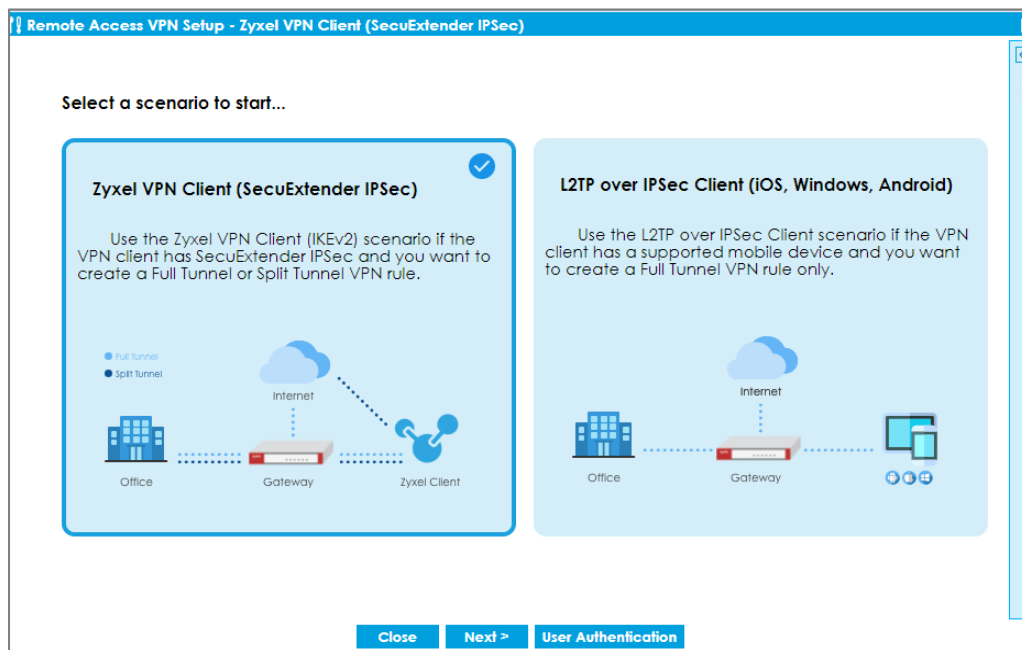 Remote Access VPN Setup - Zyxel VPN Client (SecuExtender IPSec)
Select a scenario to start...
Zyxel VPN Client (SecuExtender IPSec)
Use the Zyxel VPN Client (IKEv2) scenario if the
VPN client has SecuExtender IPSec and you want to
create a Full Tunnel or Split Tunnel VPN rule.
Full Tunnel
Split Tunnel
Internet
Office
Gateway
Zyxel Client
L2TP over IPSec Client (iOS, Windows, Android)
Use the L2TP over IPSec Client scenario if the VPN
client has a supported mobile device and you want
to create a Full Tunnel VPN rule only.
Internet
Office
Gateway
Close
Next >
User Authentication